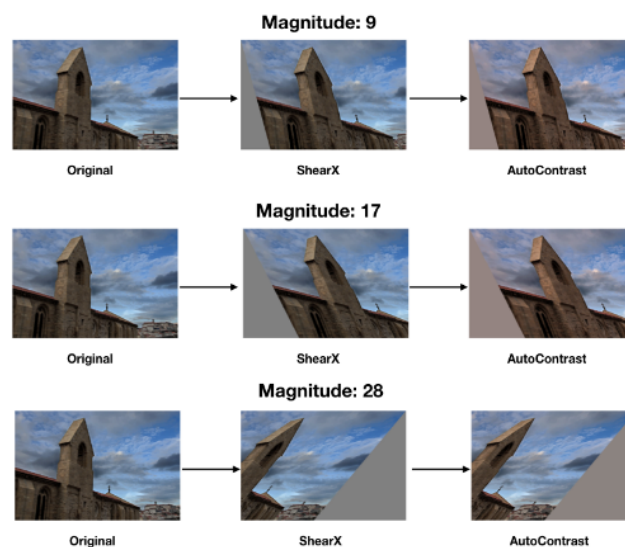 Magnitude: 9
Original ShearX AutoContrast
Magnitude: 17
Original ShearX AutoContrast
Magnitude: 28
Original ShearX AutoContrast